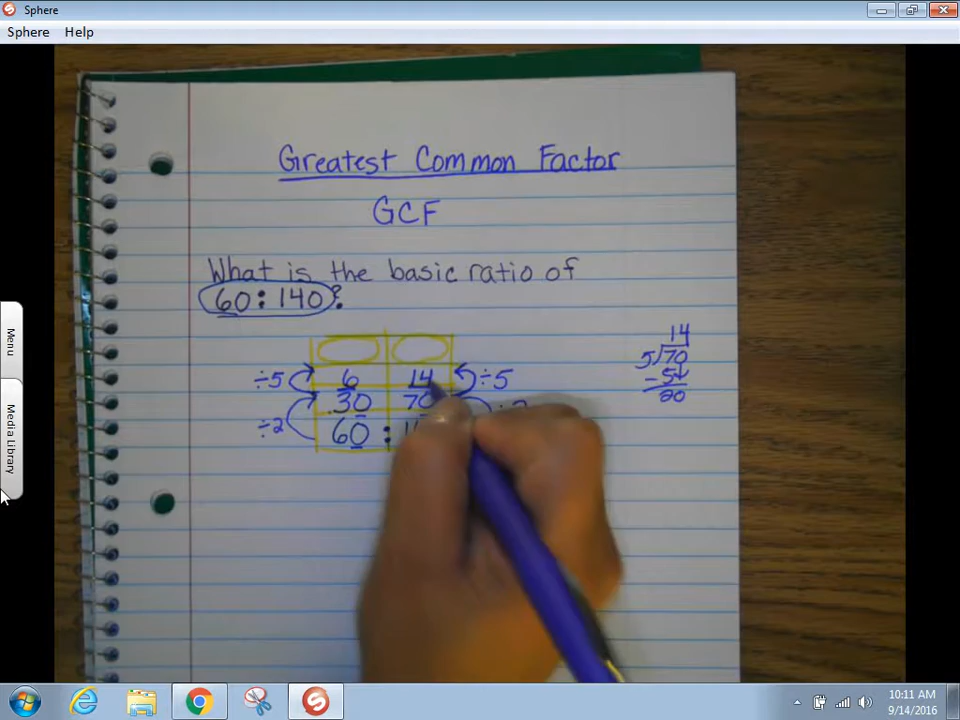 Sphere
Sphere Help
Menu
Media Library
Greatest Common Factor
GCF
What is the basic ratio of
60 : 140?
÷5 6 14 ÷5
30 70
÷2 60 :
14
5)70
-5↓
20
10:11 AM
9/14/2016